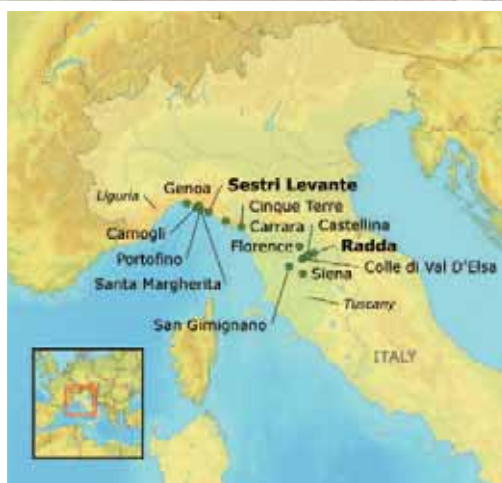 Genoa
Sestri Levante
Liguria
Cinque Terre
Camogli
Carrara
Castellina
Portofino
Florence
Radda
Santa Margherita
Colle di Val D'Elsa
Siena
Tuscany
San Gimignano
ITALY